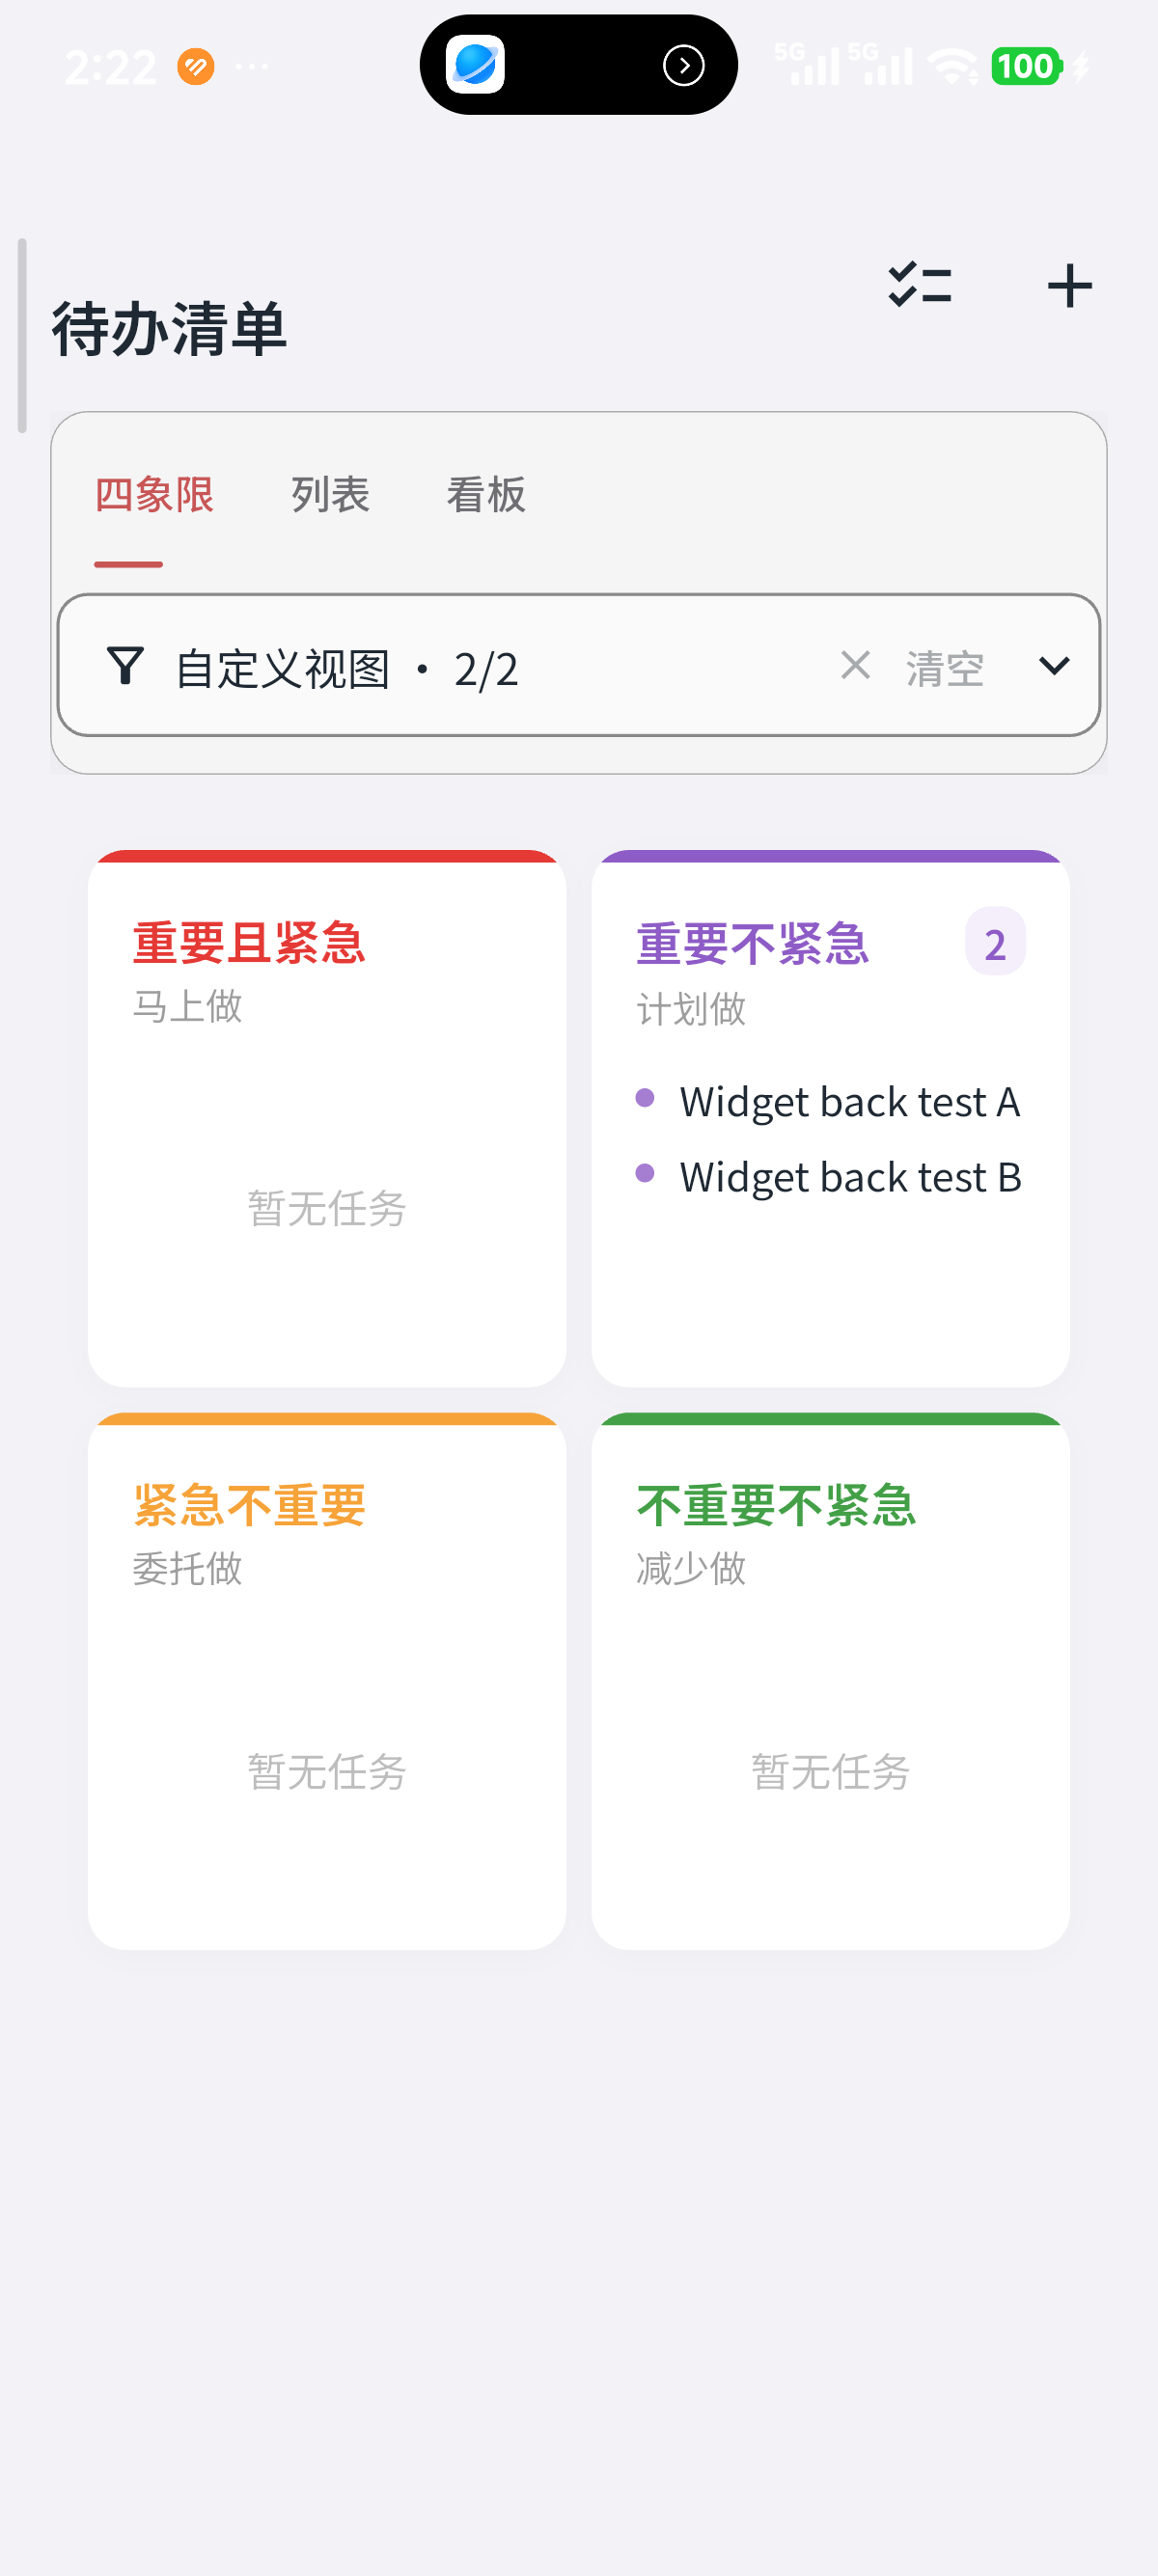 2:22 ... 5G 5G 100
待办清单
四象限 列表 看板
自定义视图 · 2/2 清空
重要且紧急
马上做
暂无任务
重要不紧急 2
计划做
Widget back test A
Widget back test B
紧急不重要
委托做
暂无任务
不重要不紧急
减少做
暂无任务